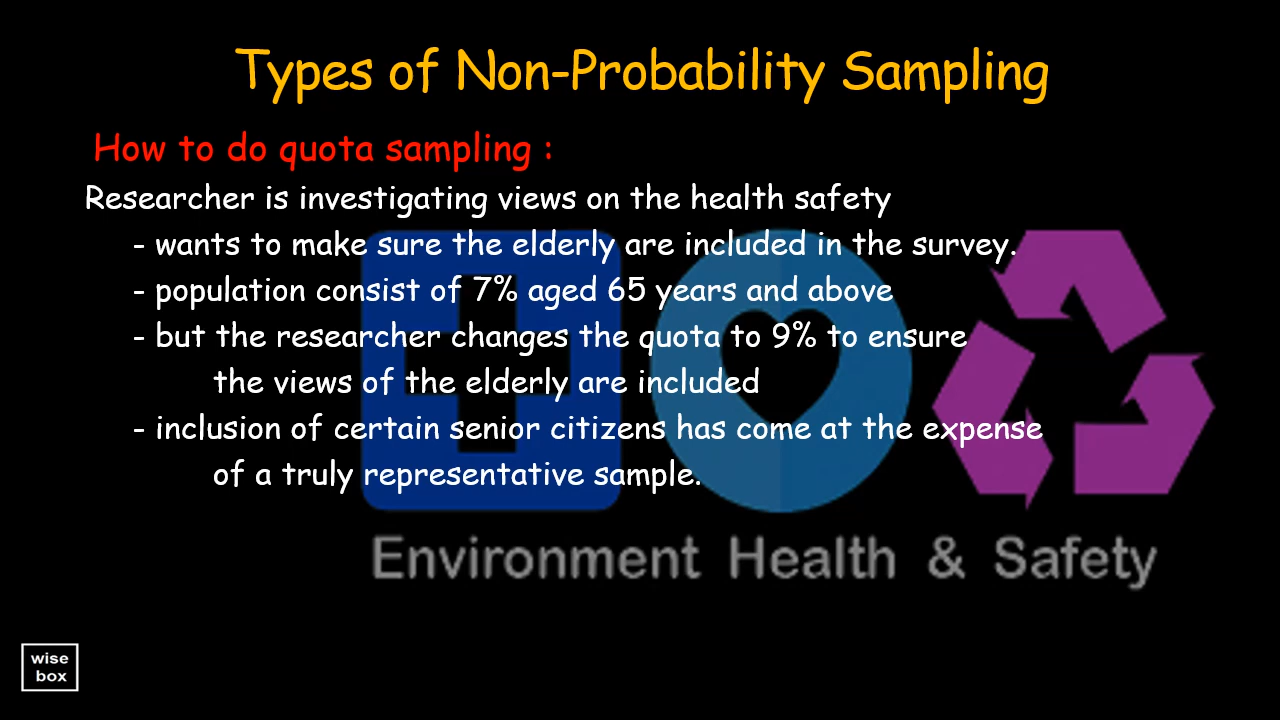 Types of Non-Probability Sampling
How to do quota sampling :
Researcher is investigating views on the health safety
- wants to make sure the elderly are included in the survey.
- population consist of 7% aged 65 years and above
- but the researcher changes the quota to 9% to ensure
the views of the elderly are included
- inclusion of certain senior citizens has come at the expense
of a truly representative sample.
Environment Health & Safety
wise
box